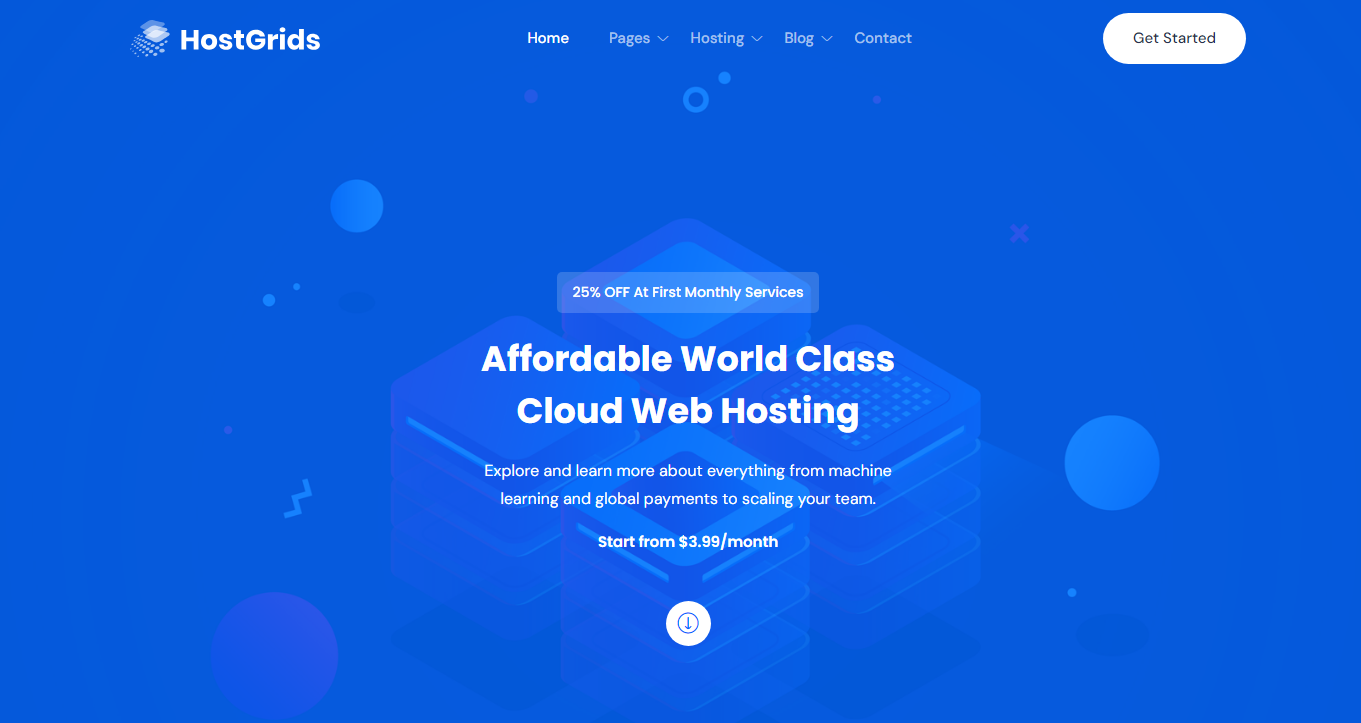 HostGrids
Home Pages Hosting Blog Contact
Get Started
25% OFF At First Monthly Services
Affordable World Class
Cloud Web Hosting
Explore and learn more about everything from machine
learning and global payments to scaling your team.
Start from $3.99/month